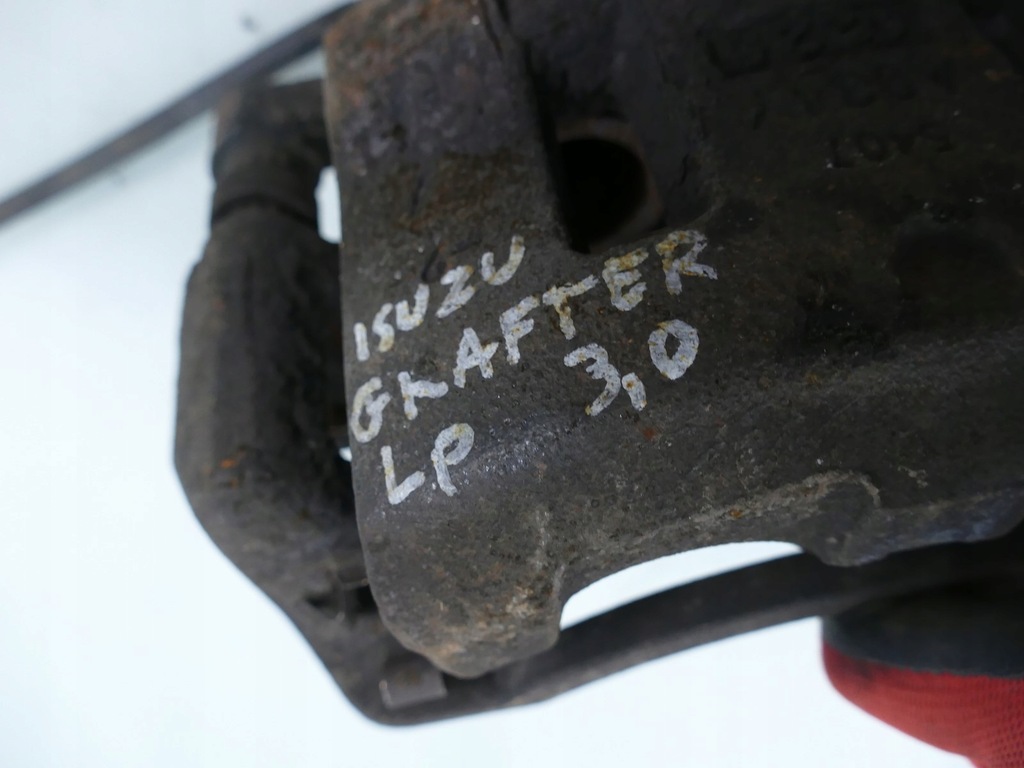 ISUZU
GRAFTER
LP 3,0